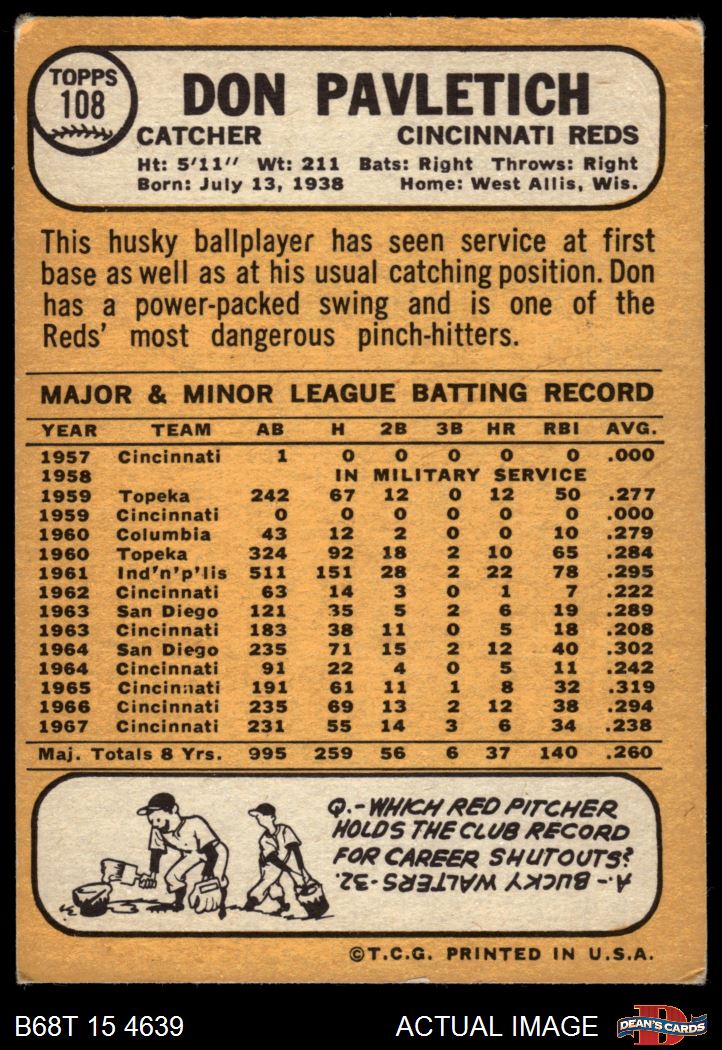 TOPPS
108
DON PAVLETICH
CATCHER CINCINNATI REDS
Ht: 5'11" Wt: 211 Bats: Right Throws: Right
Born: July 13, 1938 Home: West Allis, Wis.
This husky ballplayer has seen service at first
base as well as at his usual catching position. Don
has a power-packed swing and is one of the
Reds' most dangerous pinch-hitters.
MAJOR & MINOR LEAGUE BATTING RECORD
YEAR TEAM AB H 2B 3B HR RBI AVG.
1957 Cincinnati 1 0 0 0 0 0 .000
1958 IN MILITARY SERVICE
1959 Topeka 242 67 12 0 12 50 .277
1959 Cincinnati 0 0 0 0 0 0 .000
1960 Columbia 43 12 2 0 0 10 .279
1960 Topeka 324 92 18 2 10 65 .284
1961 Ind'n'p'lis 511 151 28 2 22 78 .295
1962 Cincinnati 63 14 3 0 1 7 .222
1963 San Diego 121 35 5 2 6 19 .289
1963 Cincinnati 183 38 11 0 5 18 .208
1964 San Diego 235 71 15 2 12 40 .302
1964 Cincinnati 91 22 4 0 5 11 .242
1965 Cincinnati 191 61 11 1 8 32 .319
1966 Cincinnati 235 69 13 2 12 38 .294
1967 Cincinnati 231 55 14 3 6 34 .238
Maj. Totals 8 Yrs. 995 259 56 6 37 140 .260
Q.-WHICH RED PITCHER
HOLDS THE CLUB RECORD
FOR CAREER SHUTOUTS?
A.-BUCKY WALTERS-32.
©T.C.G. PRINTED IN U.S.A.
B68T 15 4639 ACTUAL IMAGE
D
DEAN'S CARDS